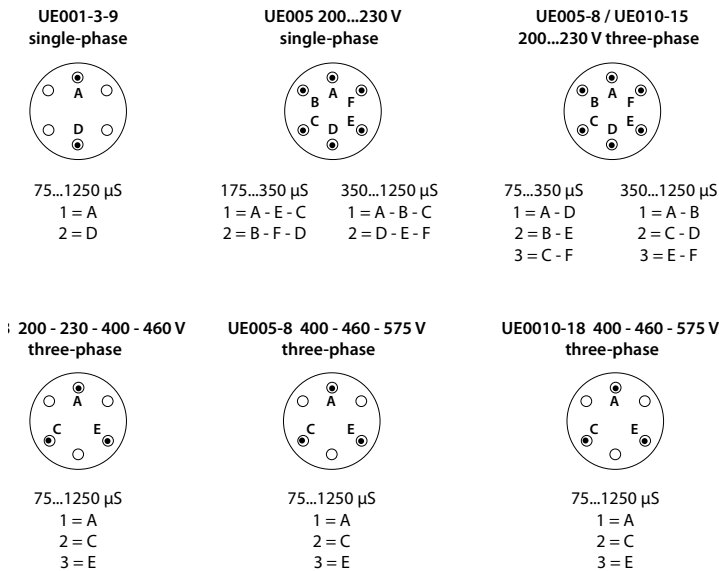 UE001-3-9
single-phase
A
D
75...1250 µS
1 = A
2 = D
UE005 200...230 V
single-phase
A
B F
C E
D
175...350 µS 350...1250 µS
1 = A - E - C 1 = A - B - C
2 = B - F - D 2 = D - E - F
UE005-8 / UE010-15
200...230 V three-phase
A
B F
C E
D
75...350 µS 350...1250 µS
1 = A - D 1 = A - B
2 = B - E 2 = C - D
3 = C - F 3 = E - F
200 - 230 - 400 - 460 V
three-phase
A
C E
75...1250 µS
1 = A
2 = C
3 = E
UE005-8 400 - 460 - 575 V
three-phase
A
C E
75...1250 µS
1 = A
2 = C
3 = E
UE0010-18 400 - 460 - 575 V
three-phase
A
C E
75...1250 µS
1 = A
2 = C
3 = E